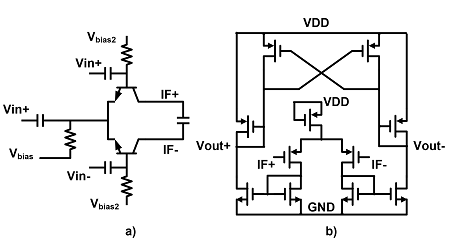 Vbias2
Vin+
IF+
Vin+
Vbias
IF-
Vin-
Vbias2
a)
VDD
VDD
Vout+
Vout-
IF+
IF-
GND
b)